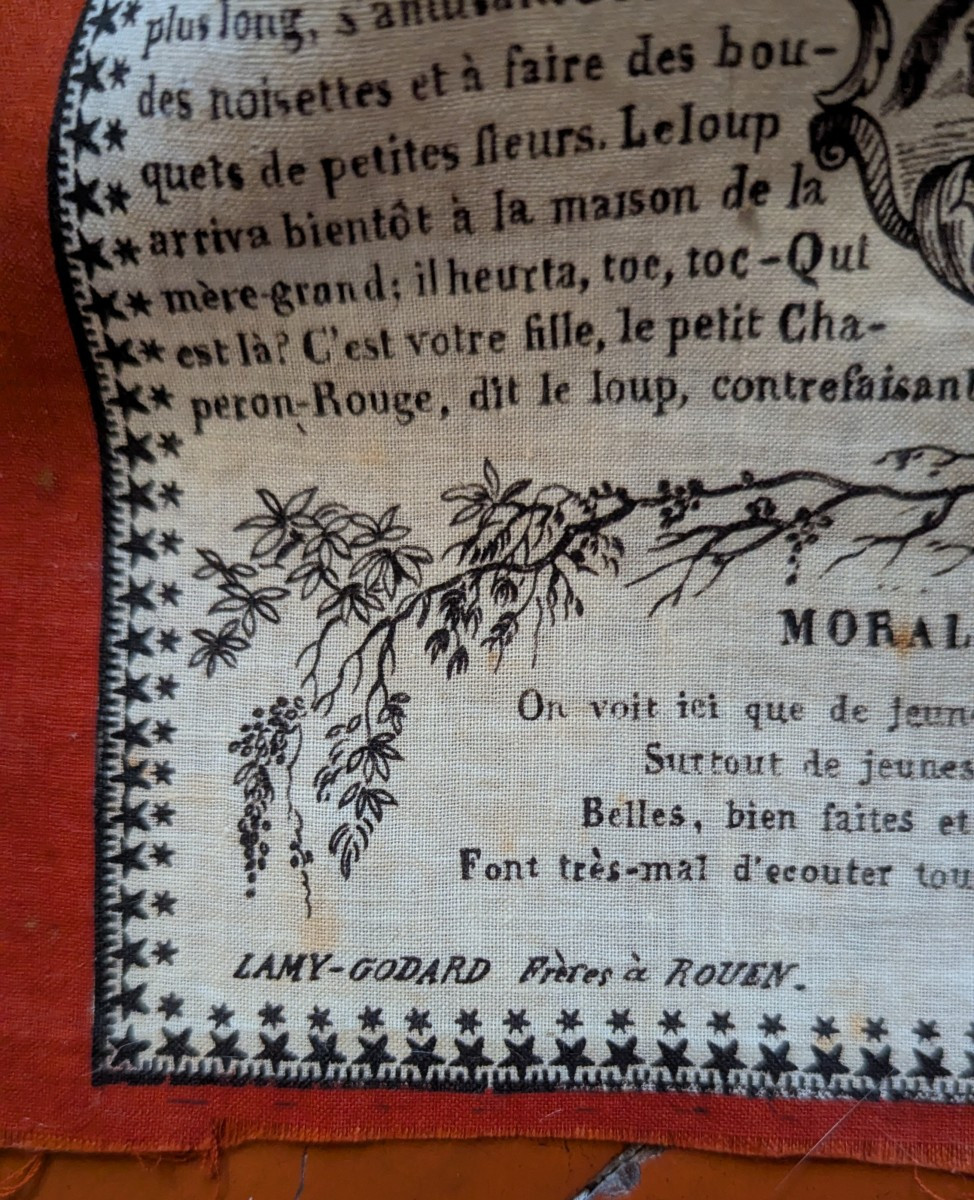 plus long, s'amusant
des noisettes et à faire des bou-
quets de petites fleurs. Le loup
arriva bientôt à la maison de la
mère-grand; il heurta, toc, toc-Qui
est là? C'est votre fille, le petit Cha-
peron-Rouge, dit le loup, contrefaisant
MORAL
On voit ici que de jeun
Surtout de jeunes
Belles, bien faites et
Font très-mal d'ecouter tou
LAMY-GODARD Frères à ROUEN.